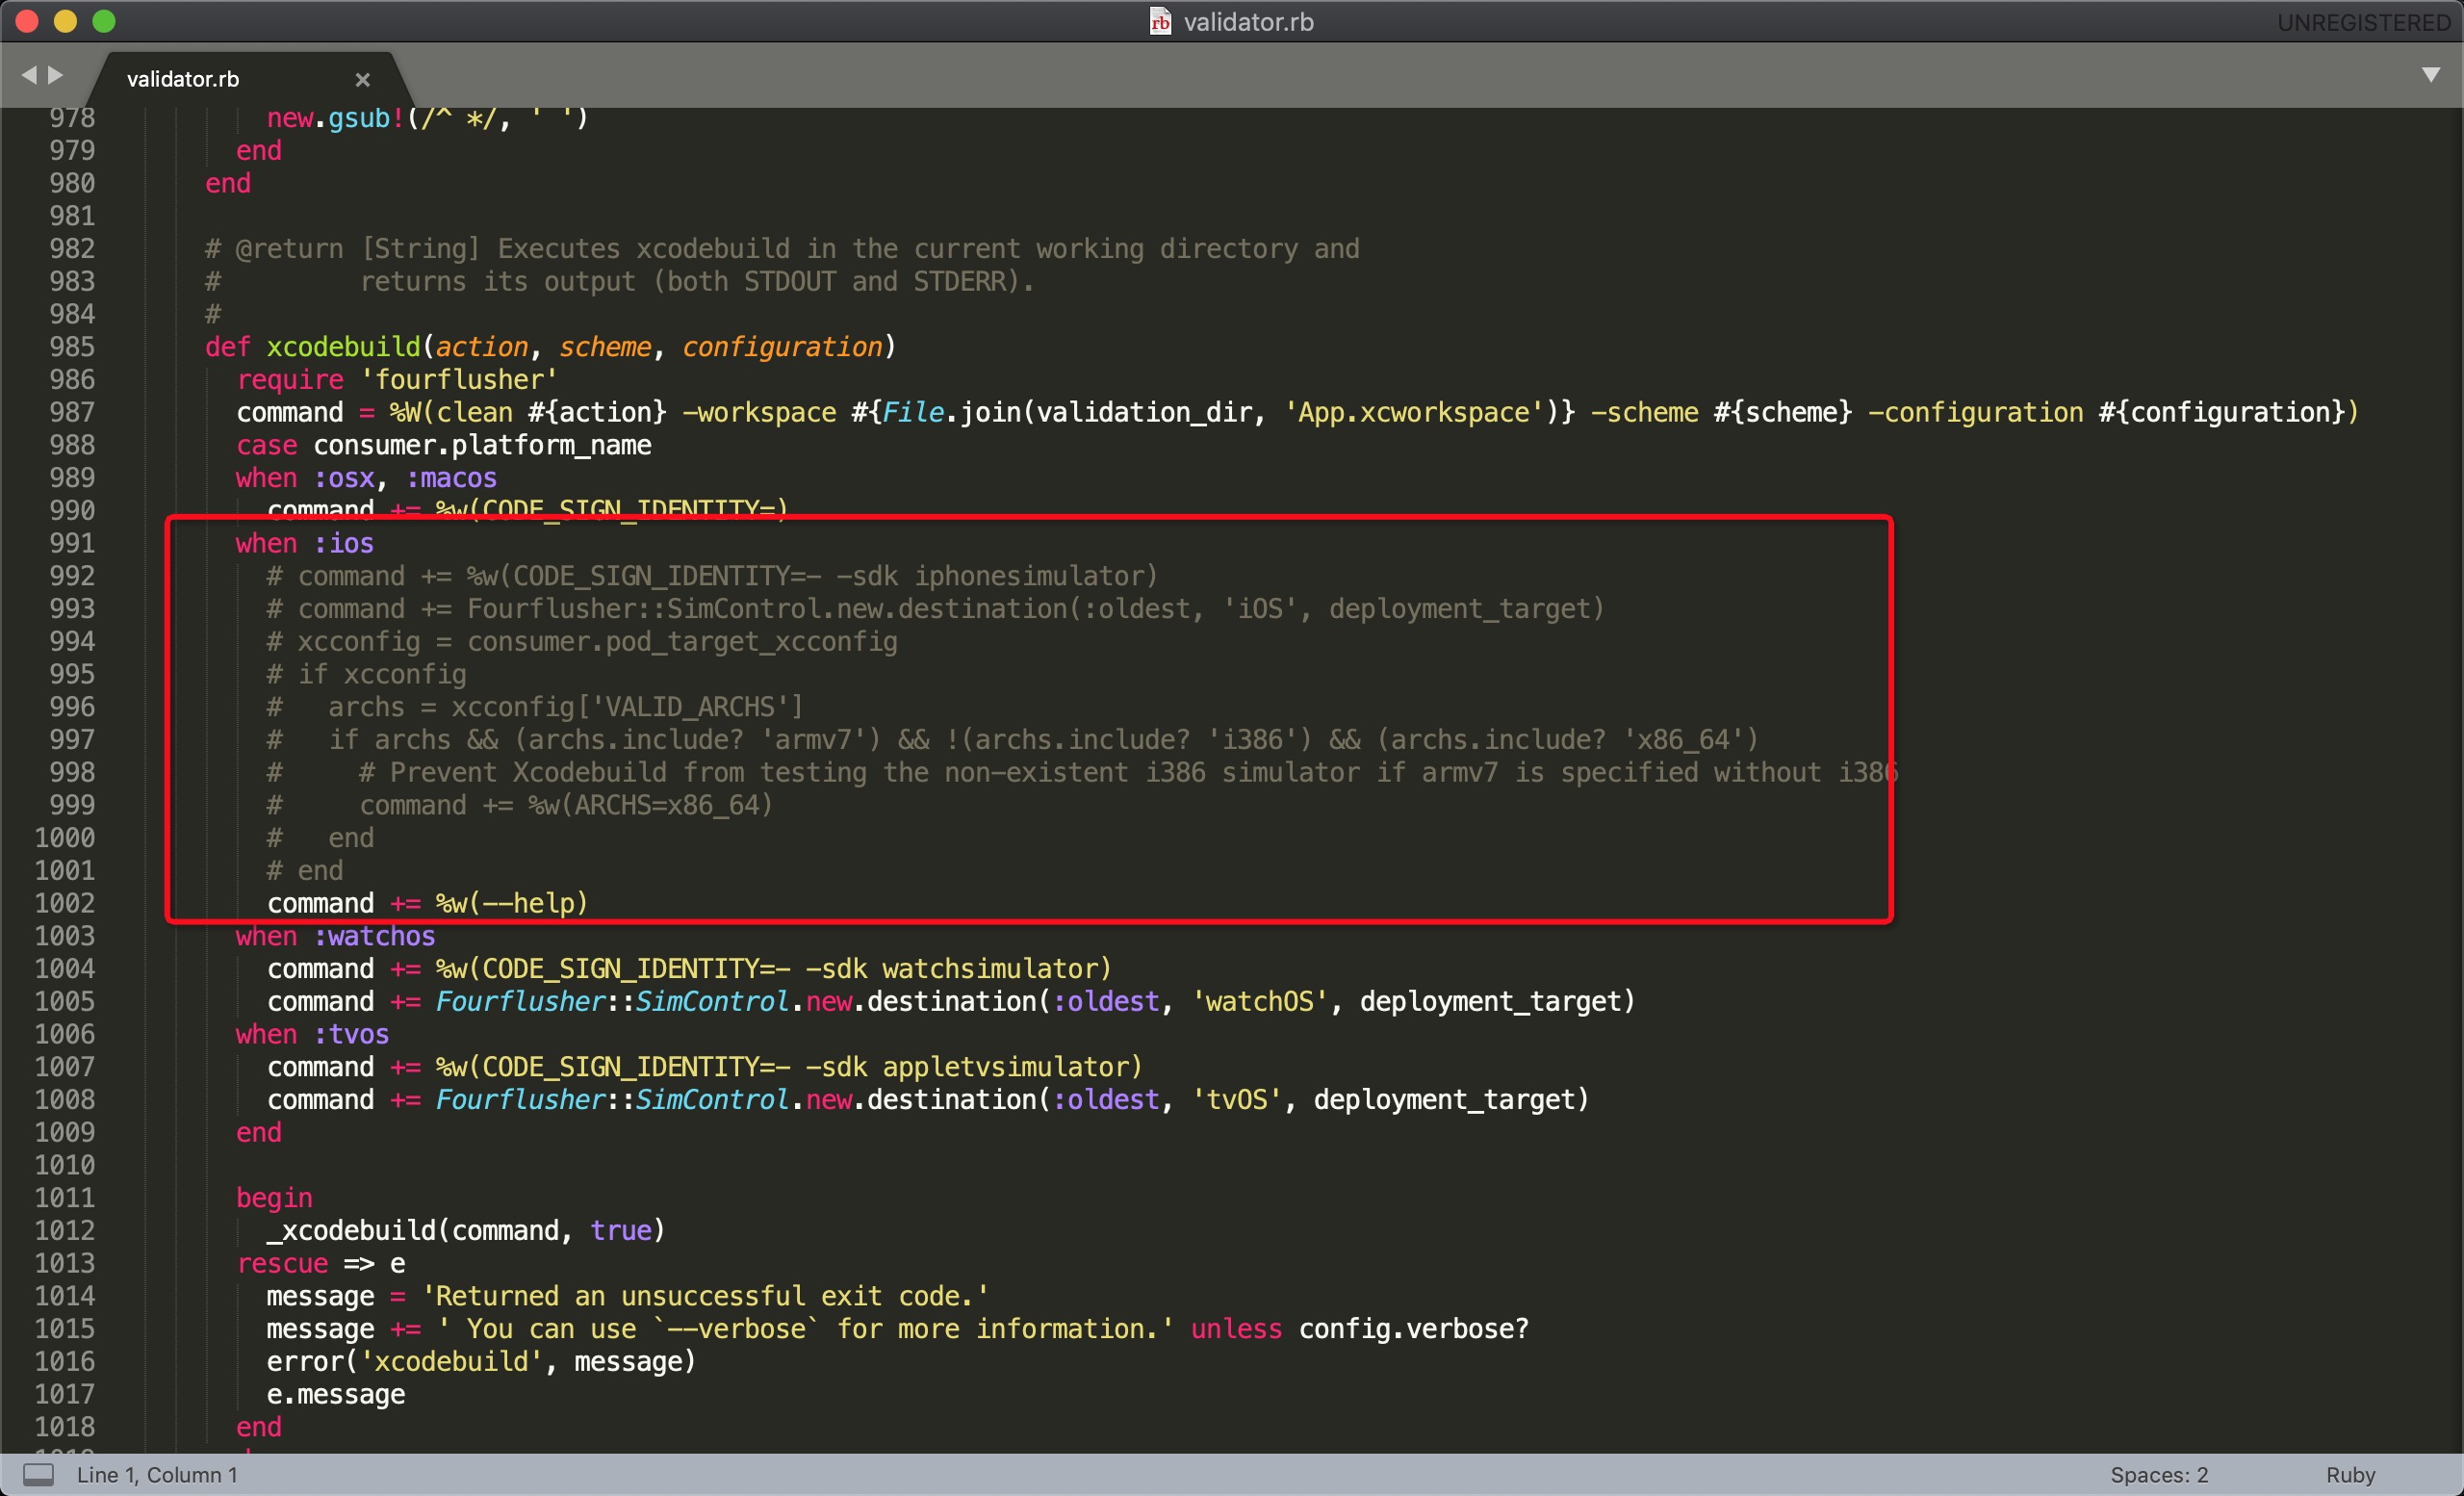 rb validator.rb UNREGISTERED
validator.rb ×
978 new.gsub!(/^ */, ' ')
979 end
980 end
981
982 # @return [String] Executes xcodebuild in the current working directory and
983 #         returns its output (both STDOUT and STDERR).
984 #
985 def xcodebuild(action, scheme, configuration)
986 require 'fourflusher'
987 command = %W(clean #{action} -workspace #{File.join(validation_dir, 'App.xcworkspace')} -scheme #{scheme} -configuration #{configuration})
988 case consumer.platform_name
989 when :osx, :macos
990 command += %w(CODE_SIGN_IDENTITY=)
991 when :ios
992 # command += %w(CODE_SIGN_IDENTITY=- -sdk iphonesimulator)
993 # command += Fourflusher::SimControl.new.destination(:oldest, 'iOS', deployment_target)
994 # xcconfig = consumer.pod_target_xcconfig
995 # if xcconfig
996 #   archs = xcconfig['VALID_ARCHS']
997 #   if archs && (archs.include? 'armv7') && !(archs.include? 'i386') && (archs.include? 'x86_64')
998 #     # Prevent Xcodebuild from testing the non-existent i386 simulator if armv7 is specified without i386
999 #     command += %w(ARCHS=x86_64)
1000 #   end
1001 # end
1002 command += %w(--help)
1003 when :watchos
1004 command += %w(CODE_SIGN_IDENTITY=- -sdk watchsimulator)
1005 command += Fourflusher::SimControl.new.destination(:oldest, 'watchOS', deployment_target)
1006 when :tvos
1007 command += %w(CODE_SIGN_IDENTITY=- -sdk appletvsimulator)
1008 command += Fourflusher::SimControl.new.destination(:oldest, 'tvOS', deployment_target)
1009 end
1010
1011 begin
1012 _xcodebuild(command, true)
1013 rescue => e
1014 message = 'Returned an unsuccessful exit code.'
1015 message += ' You can use `--verbose` for more information.' unless config.verbose?
1016 error('xcodebuild', message)
1017 e.message
1018 end
Line 1, Column 1 Spaces: 2 Ruby